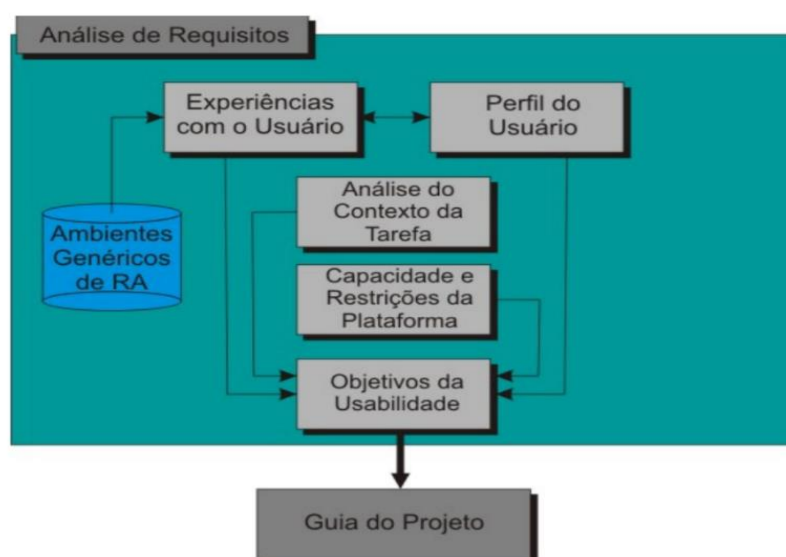 Análise de Requisitos
Experiências
com o Usuário
Perfil do
Usuário
Análise do
Contexto da
Tarefa
Ambientes
Genéricos
de RA
Capacidade e
Restrições da
Plataforma
Objetivos da
Usabilidade
Guia do Projeto